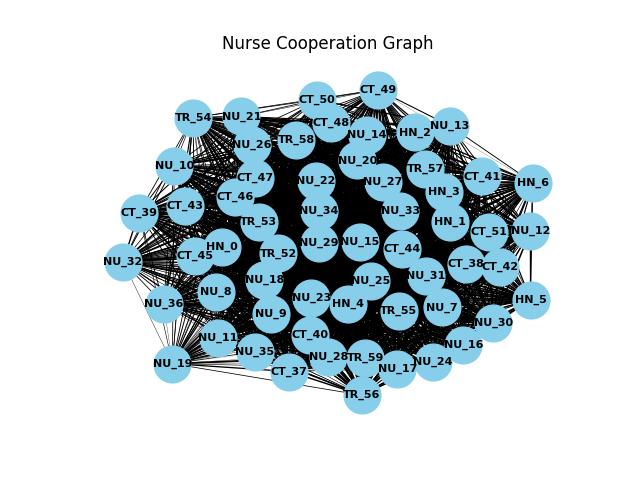 Nurse Cooperation Graph
CT_49
CT_50
TR_54
NU_21
CT_48
NU_13
HN_2
NU_14
TR_58
NU_26
NU_20
NU_10
TR_57
CT_41
CT_47
NU_22
NU_27
HN_6
HN_3
CT_46
CT_43
CT_39
NU_34
NU_33
TR_53
HN_1
CT_51
NU_12
HN_0
NU_29
NU_15
CT_44
TR_52
CT_45
NU_32
CT_38
CT_42
NU_31
NU_18
NU_25
NU_8
NU_23
HN_5
NU_36
HN_4
NU_7
TR_55
NU_9
NU_30
CT_40
NU_11
NU_16
NU_35
NU_28
TR_59
NU_24
NU_19
NU_17
CT_37
TR_56